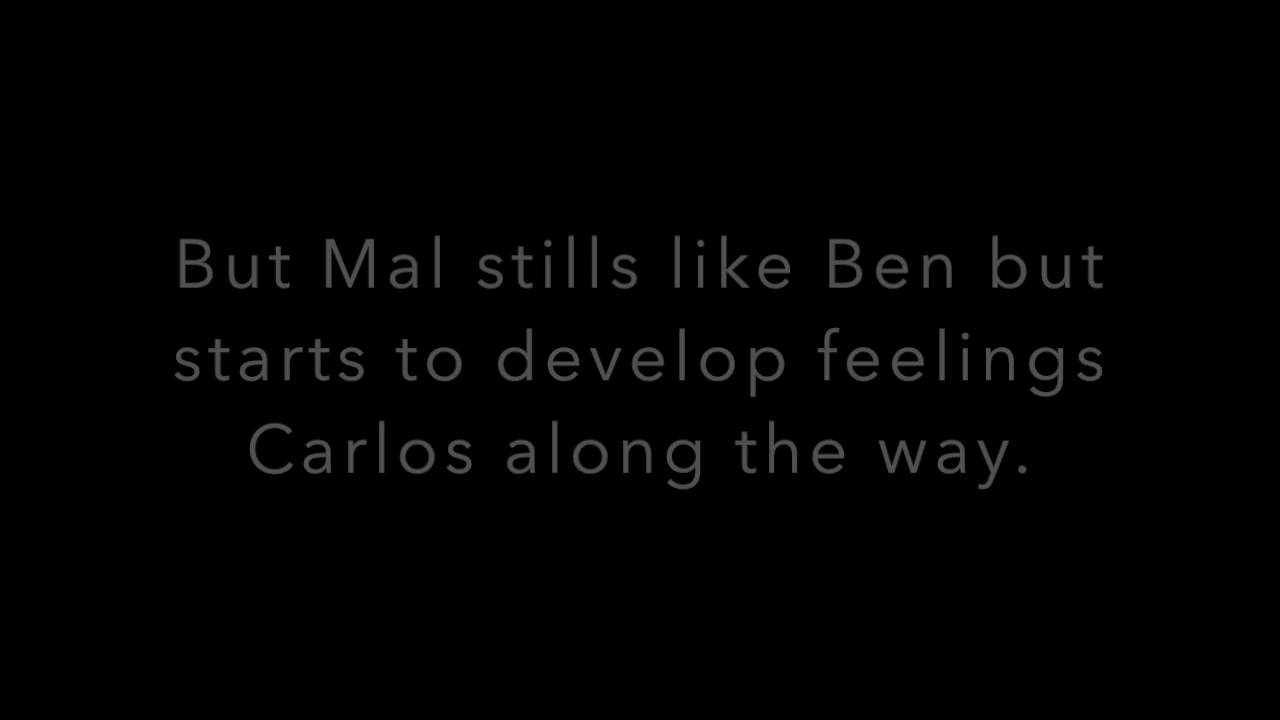 But Mal stills like Ben but
starts to develop feelings
Carlos along the way.